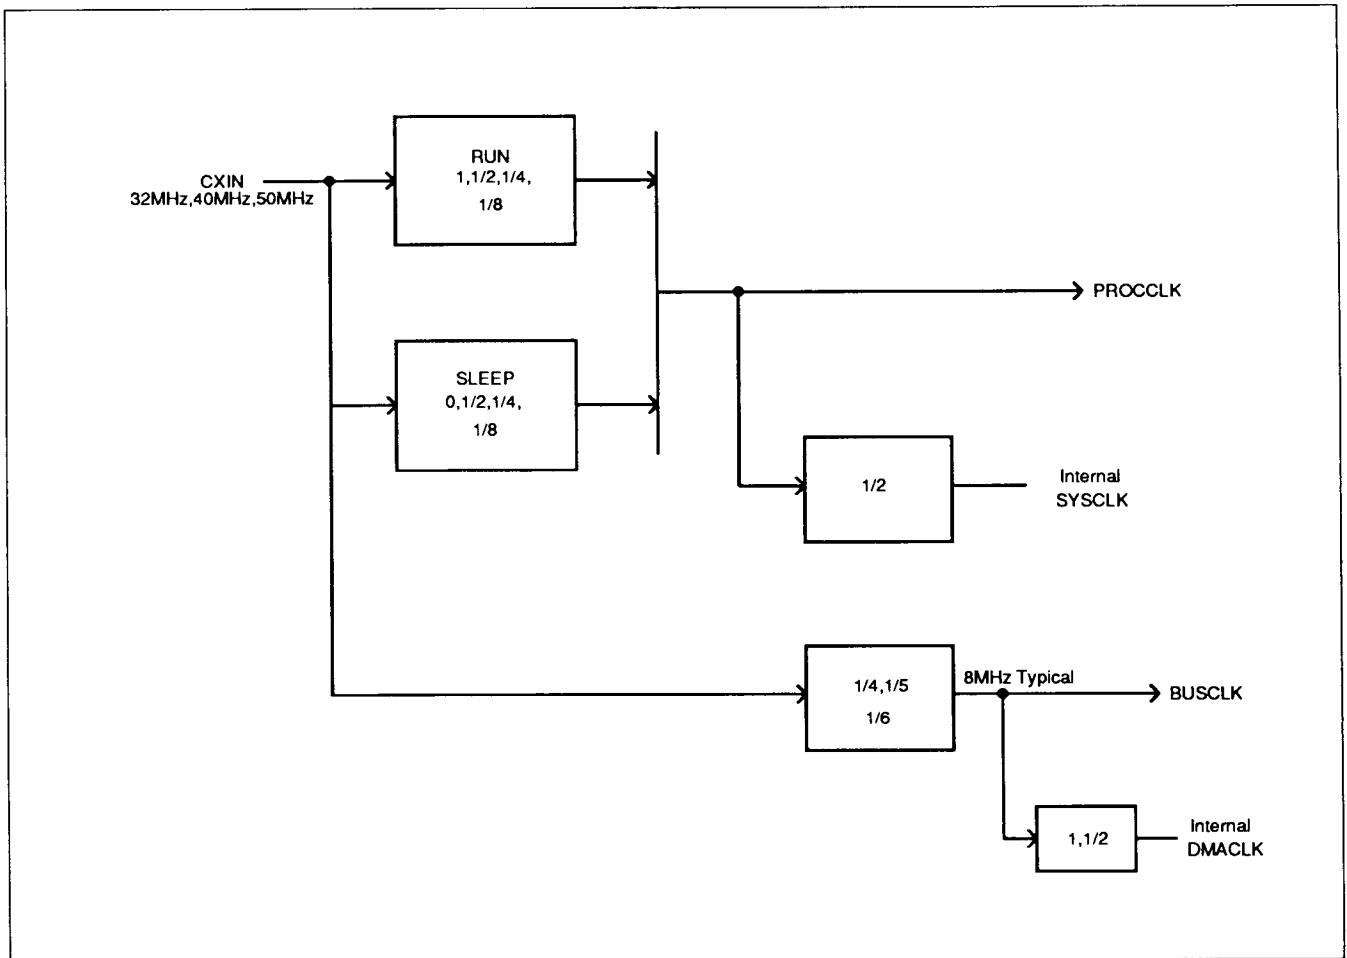 RUN
1,1/2,1/4,
1/8
CXIN
32MHz,40MHz,50MHz
PROCCLK
SLEEP
0,1/2,1/4,
1/8
1/2
Internal
SYSCLK
1/4,1/5
1/6
8MHz Typical
BUSCLK
1,1/2
Internal
DMACLK